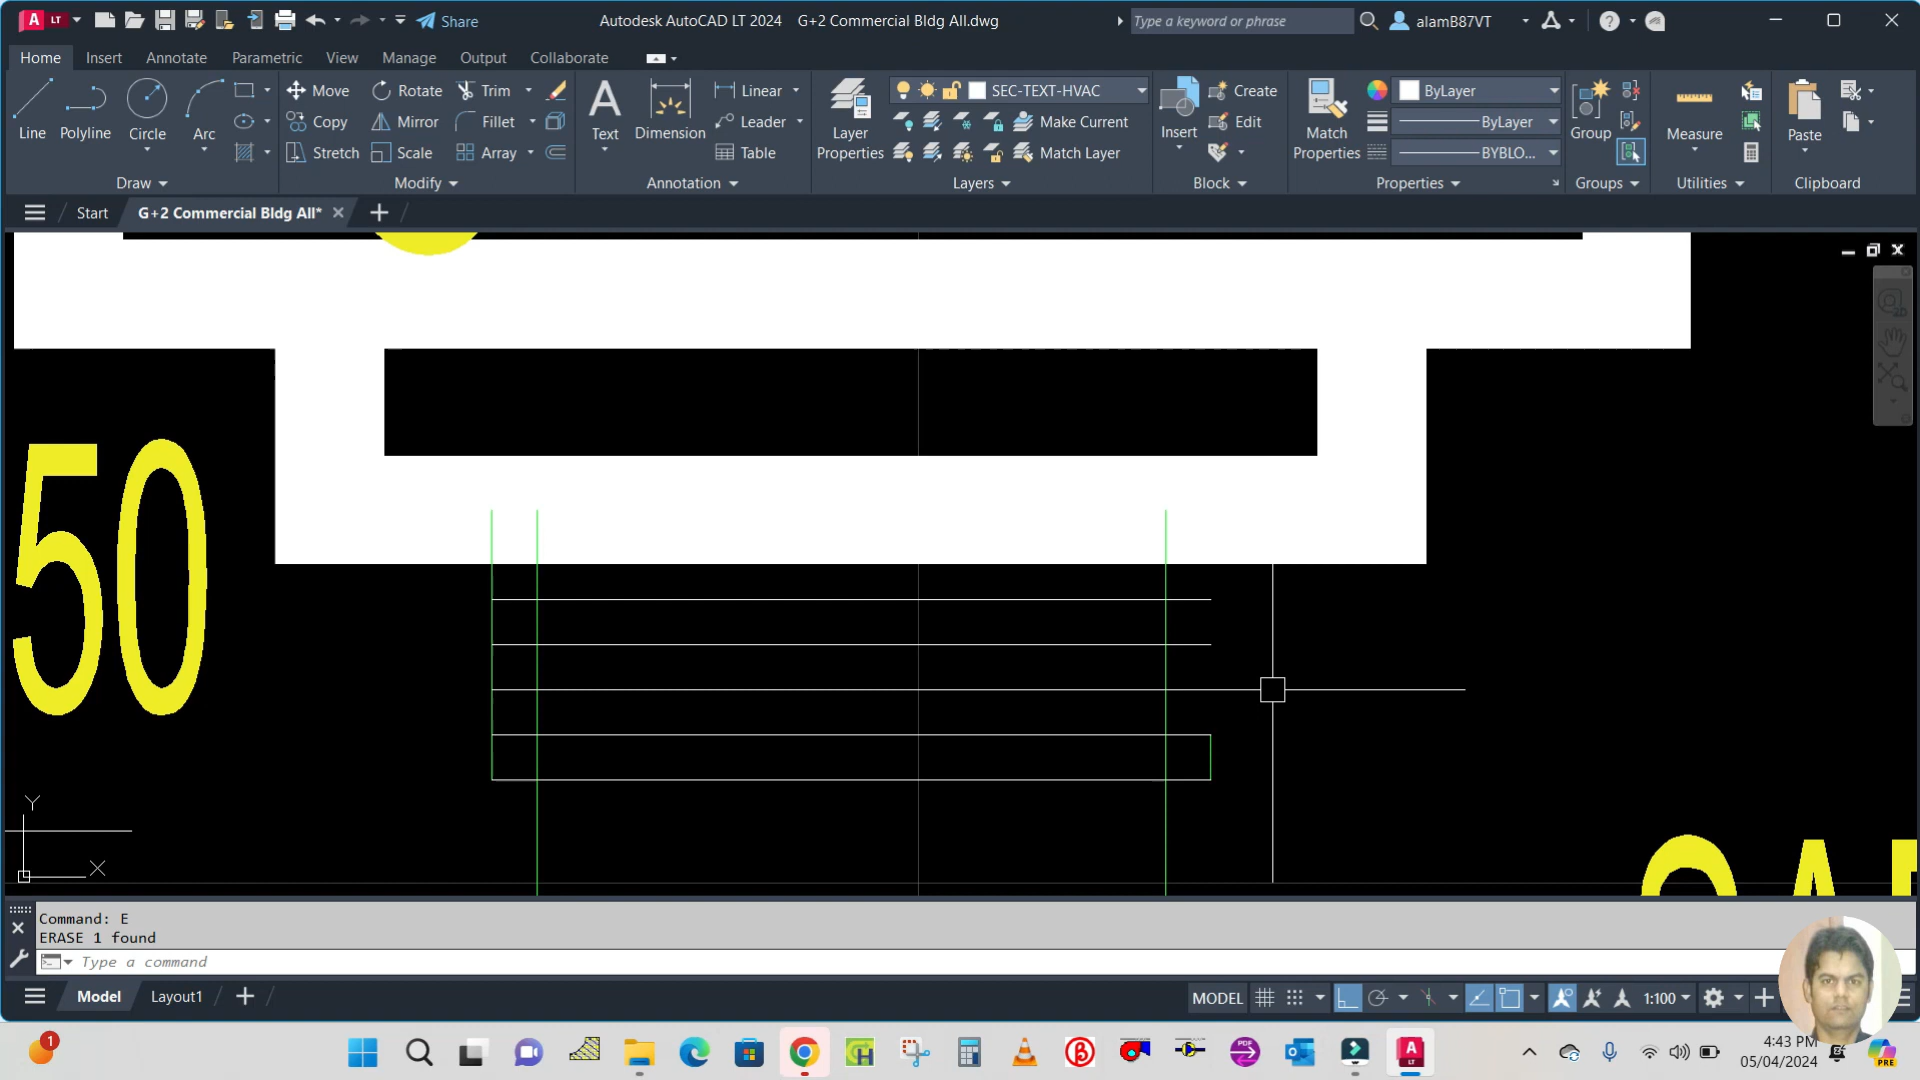 LT
Share
Autodesk AutoCAD LT 2024 G+2 Commercial Bldg All.dwg
Type a keyword or phrase
alamB87VT
Home Insert Annotate Parametric View Manage Output Collaborate
Line Polyline Circle Arc
Move Rotate Trim
Copy Mirror Fillet
Stretch Scale Array
Text Dimension
Linear
Leader
Table
Layer Properties
SEC-TEXT-HVAC
Make Current
Match Layer
Insert
Create
Edit
Match Properties
ByLayer
ByLayer
BYBLO...
Group
Measure
Paste
Draw Modify Annotation Layers Block Properties Groups Utilities Clipboard
Start G+2 Commercial Bldg All*
50
Y
X
Command: E
ERASE 1 found
Type a command
Model Layout1
MODEL 1:100
1
PDF
PRE
4:43 PM
05/04/2024